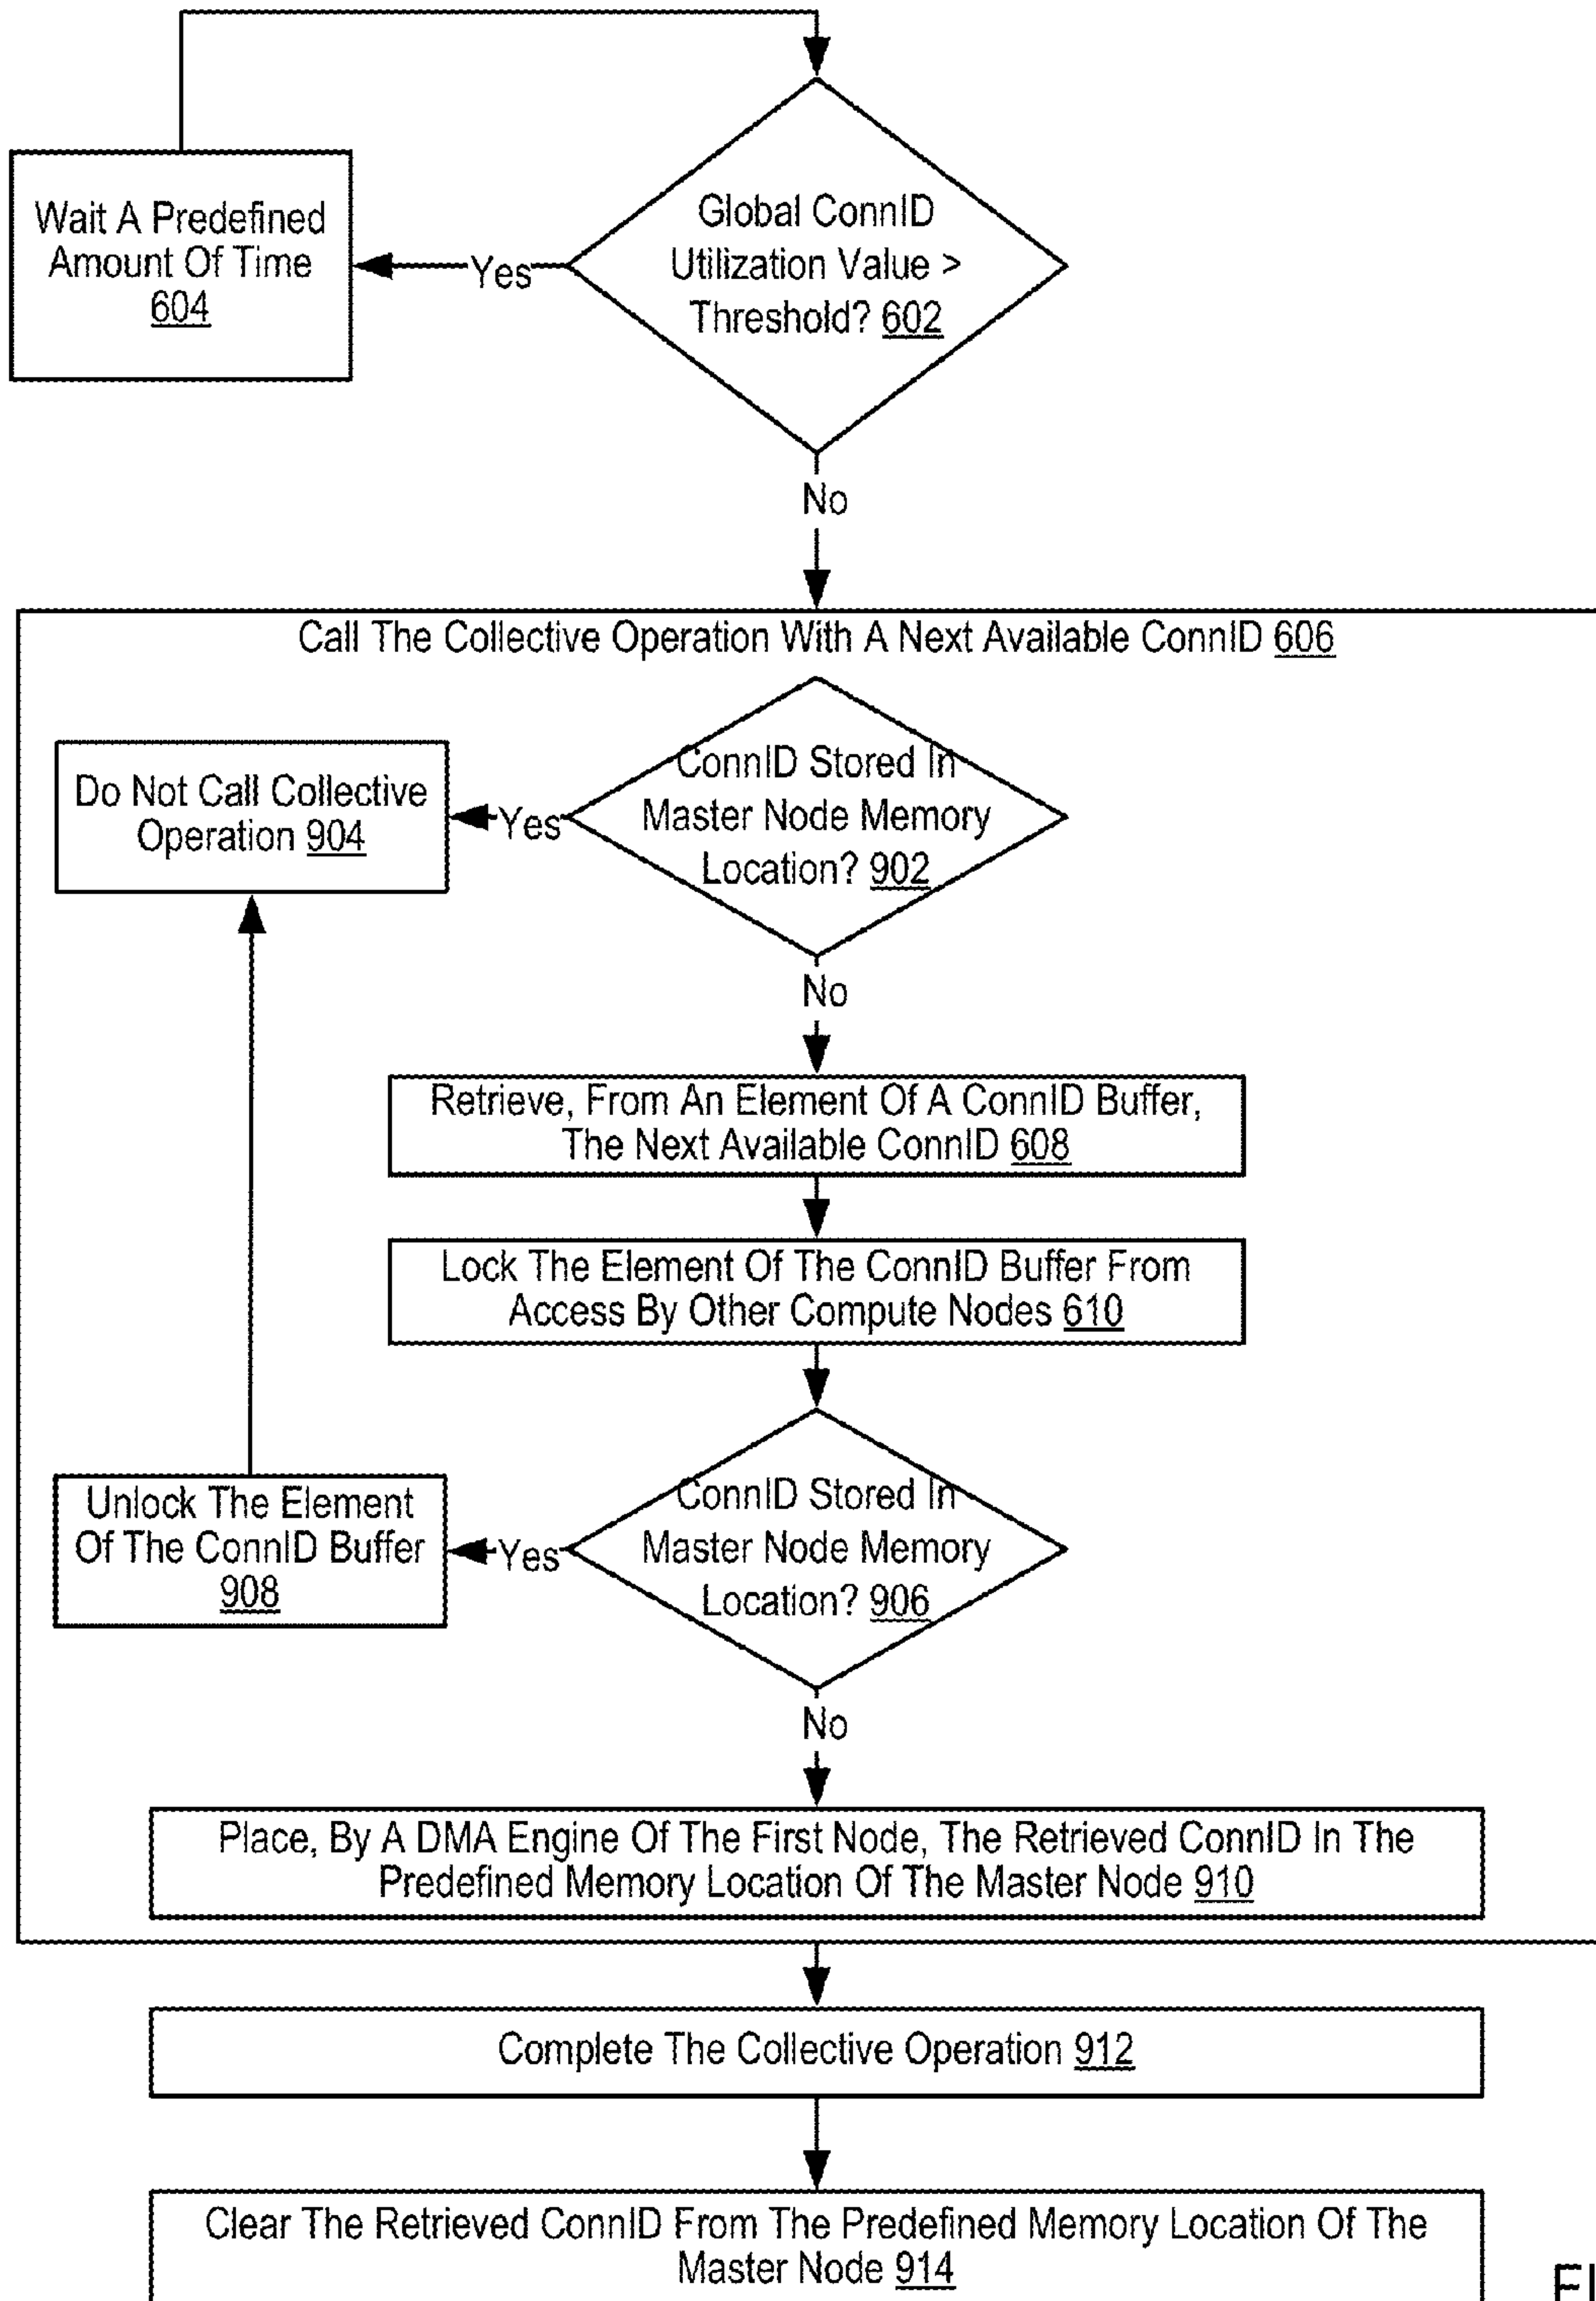 Global ConnID
Utilization Value >
Threshold? 602
Wait A Predefined
Amount Of Time
604
Yes
No
Call The Collective Operation With A Next Available ConnID 606
ConnID Stored In
Master Node Memory
Location? 902
Do Not Call Collective
Operation 904
Yes
No
Retrieve, From An Element Of A ConnID Buffer,
The Next Available ConnID 608
Lock The Element Of The ConnID Buffer From
Access By Other Compute Nodes 610
ConnID Stored In
Master Node Memory
Location? 906
Unlock The Element
Of The ConnID Buffer
908
Yes
No
Place, By A DMA Engine Of The First Node, The Retrieved ConnID In The
Predefined Memory Location Of The Master Node 910
Complete The Collective Operation 912
Clear The Retrieved ConnID From The Predefined Memory Location Of The
Master Node 914